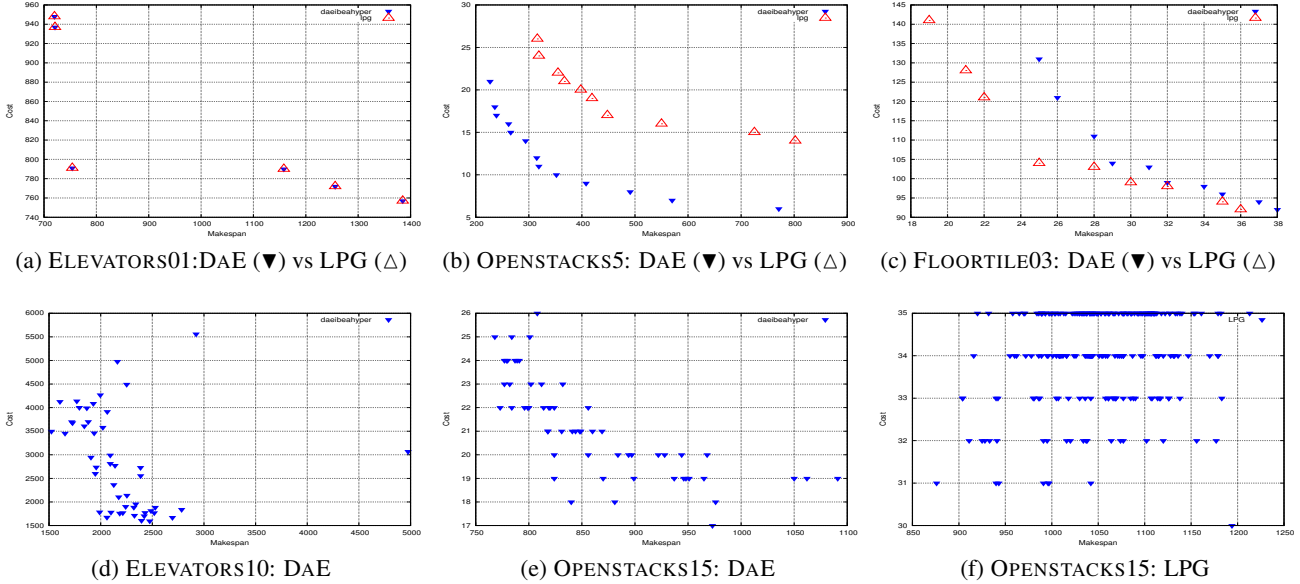 960
940
920
900
880
860
840
820
800
780
760
740
Cost
daeibeahyper
lpg
700 800 900 1000 1100 1200 1300 1400
Makespan
(a) ELEVATORS01:DAE (▼) vs LPG (△)
30
25
20
15
10
5
Cost
daeibeahyper
lpg
200 300 400 500 600 700 800 900
Makespan
(b) OPENSTACKS5: DAE (▼) vs LPG (△)
145
140
135
130
125
120
115
110
105
100
95
90
Cost
daeibeahyper
lpg
18 20 22 24 26 28 30 32 34 36 38
Makespan
(c) FLOORTILE03: DAE (▼) vs LPG (△)
6000
5500
5000
4500
4000
3500
3000
2500
2000
1500
Cost
daeibeahyper
1500 2000 2500 3000 3500 4000 4500 5000
Makespan
(d) ELEVATORS10: DAE
26
25
24
23
22
21
20
19
18
17
Cost
daeibeahyper
750 800 850 900 950 1000 1050 1100
Makespan
(e) OPENSTACKS15: DAE
35
34
33
32
31
30
Cost
LPG
850 900 950 1000 1050 1100 1150 1200 1250
Makespan
(f) OPENSTACKS15: LPG